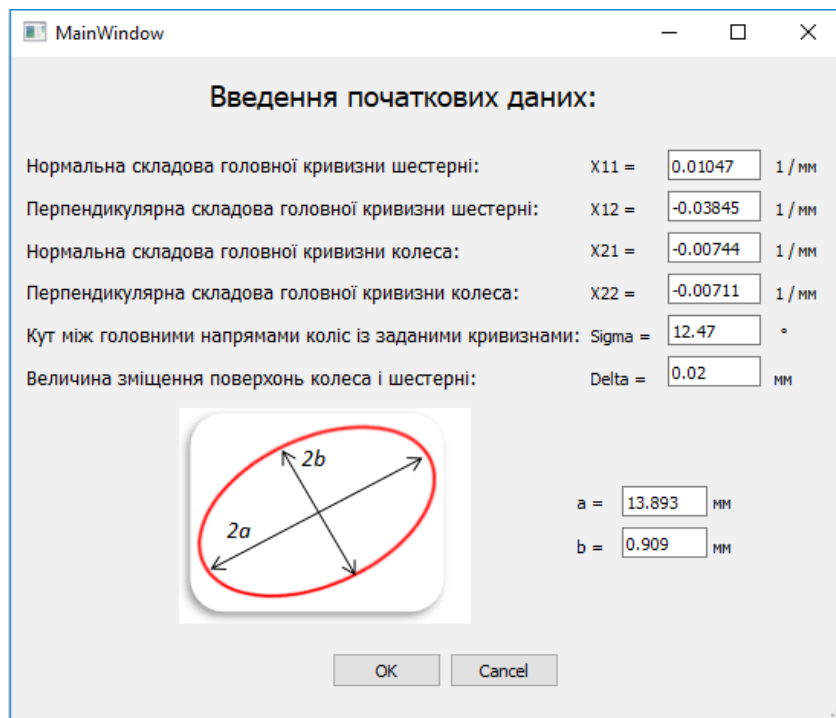 MainWindow
Введення початкових даних:
Нормальна складова головної кривизни шестерні: X11 = 0.01047 1 / мм
Перпендикулярна складова головної кривизни шестерні: X12 = -0.03845 1 / мм
Нормальна складова головної кривизни колеса: X21 = -0.00744 1 / мм
Перпендикулярна складова головної кривизни колеса: X22 = -0.00711 1 / мм
Кут між головними напрямами коліс із заданими кривизнами: Sigma = 12.47 °
Величина зміщення поверхонь колеса і шестерні: Delta = 0.02 мм
2b
2a
a = 13.893 мм
b = 0.909 мм
OK Cancel